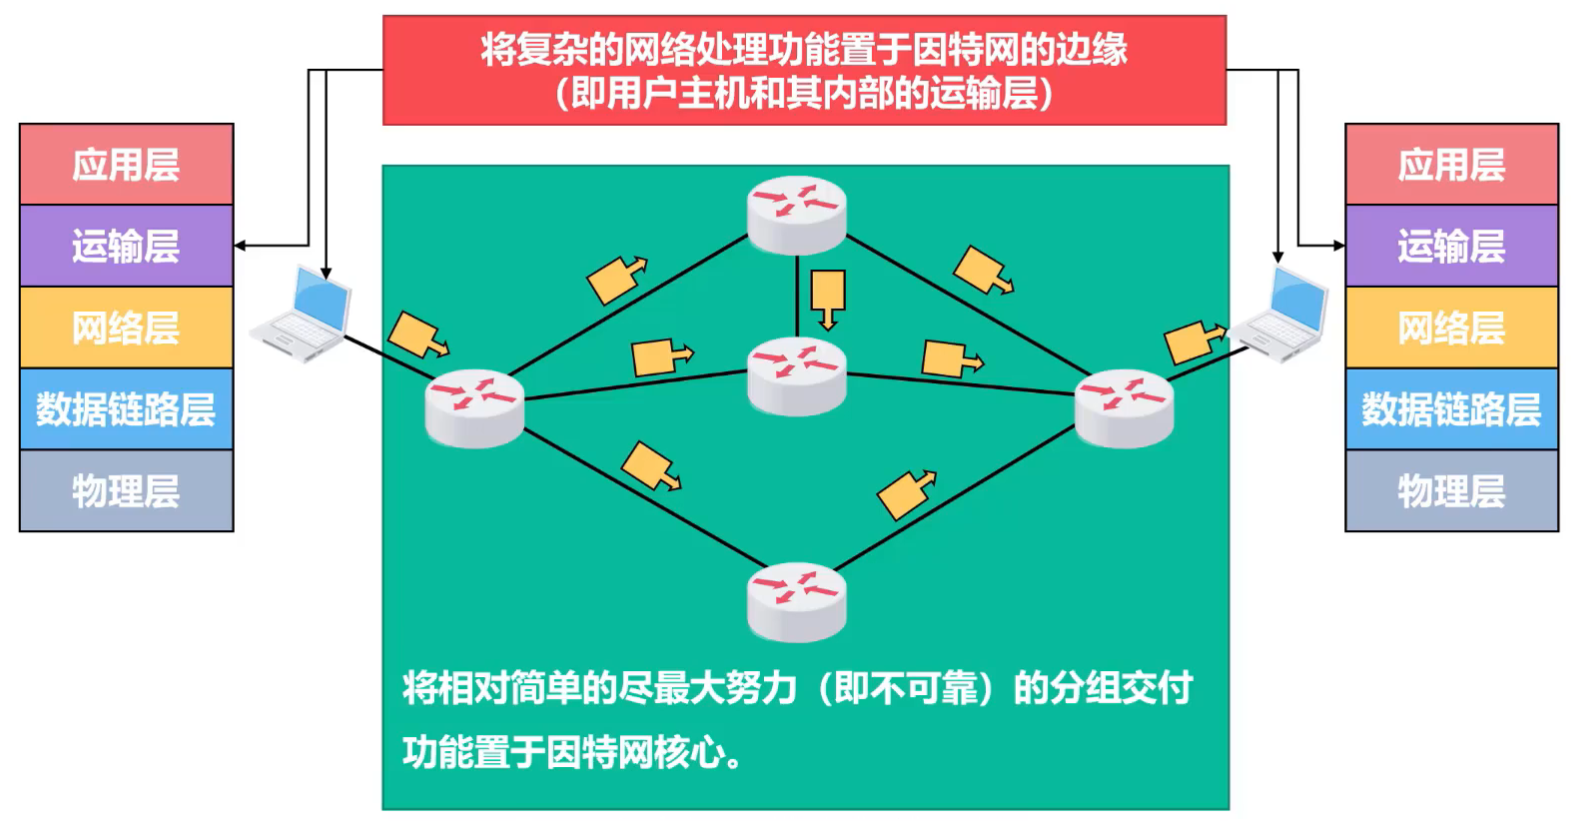 将复杂的网络处理功能置于因特网的边缘
（即用户主机和其内部的运输层）
应用层
运输层
网络层
数据链路层
物理层
应用层
运输层
网络层
数据链路层
物理层
将相对简单的尽最大努力（即不可靠）的分组交付
功能置于因特网核心。